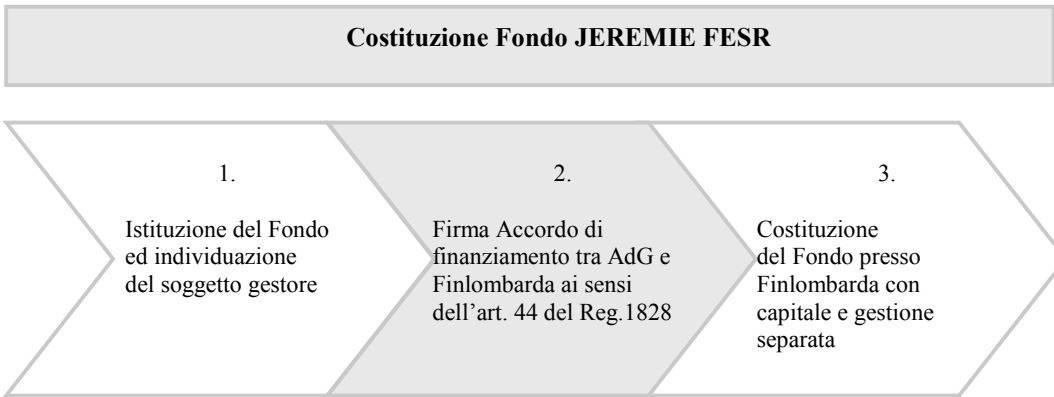 Costituzione Fondo JEREMIE FESR
1.
Istituzione del Fondo
ed individuazione
del soggetto gestore
2.
Firma Accordo di
finanziamento tra AdG e
Finlombarda ai sensi
dell’art. 44 del Reg.1828
3.
Costituzione
del Fondo presso
Finlombarda con
capitale e gestione
separata